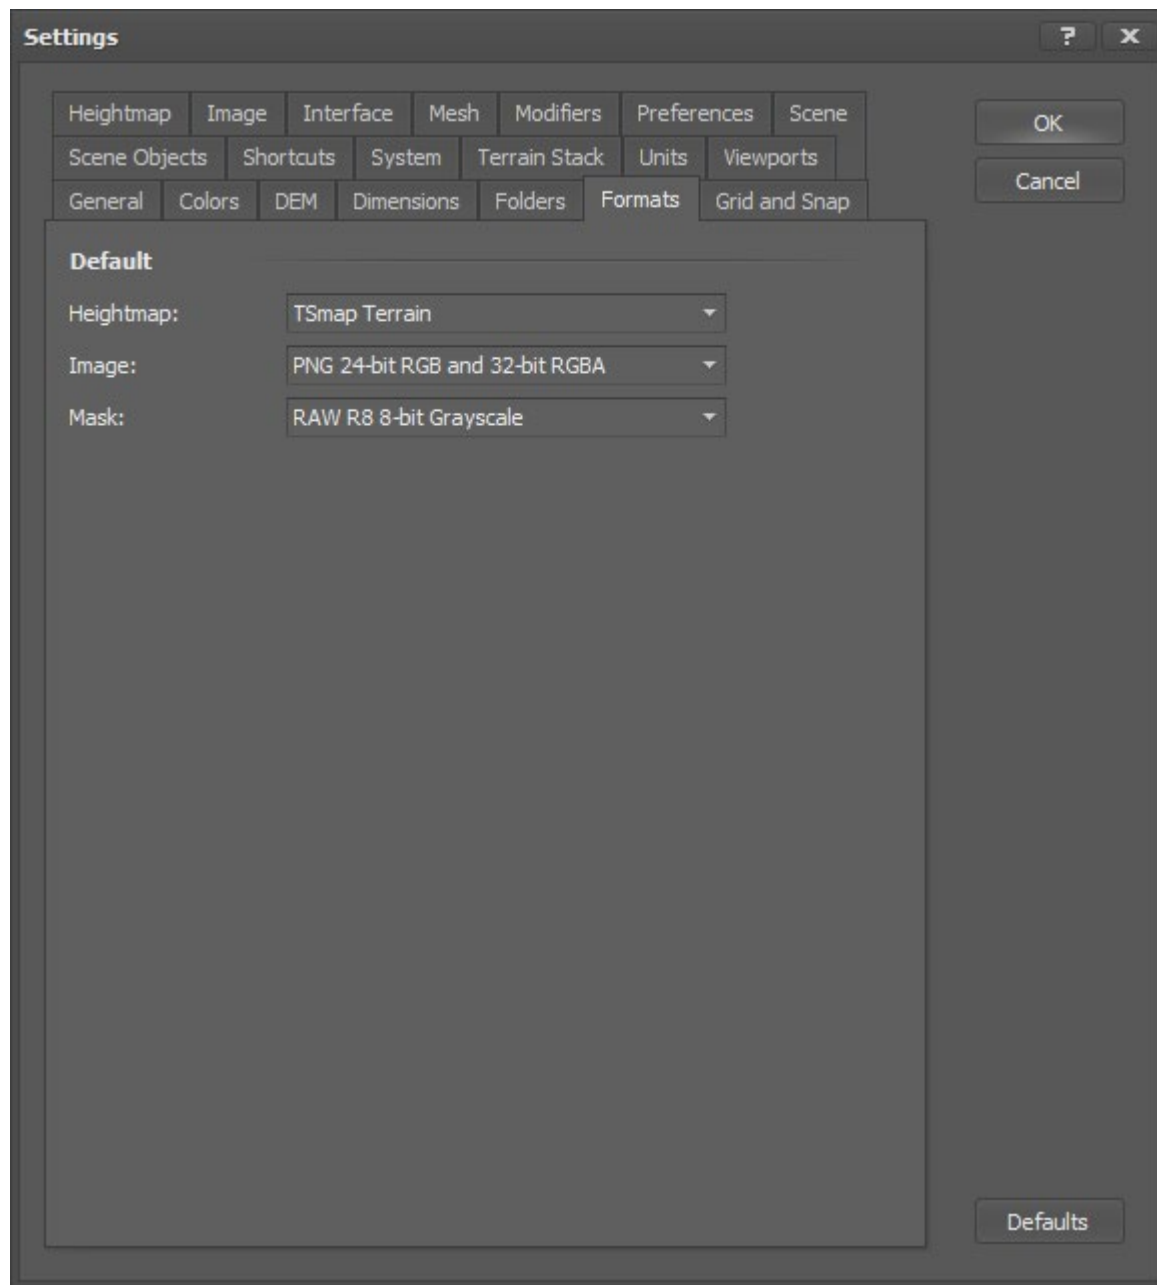 Settings ? x
Heightmap Image Interface Mesh Modifiers Preferences Scene
Scene Objects Shortcuts System Terrain Stack Units Viewports
General Colors DEM Dimensions Folders Formats Grid and Snap
OK
Cancel
Default
Heightmap: TSmap Terrain
Image: PNG 24-bit RGB and 32-bit RGBA
Mask: RAW R8 8-bit Grayscale
Defaults